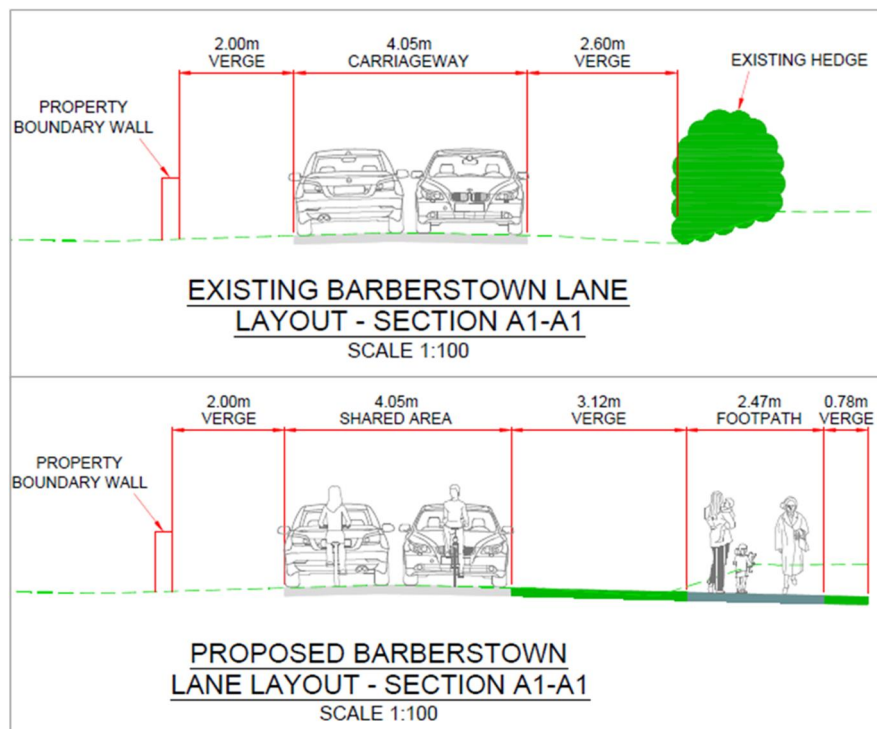 2.00m
VERGE
4.05m
CARRIAGEWAY
2.60m
VERGE
EXISTING HEDGE
PROPERTY
BOUNDARY WALL
EXISTING BARBERSTOWN LANE
LAYOUT - SECTION A1-A1
SCALE 1:100
2.00m
VERGE
4.05m
SHARED AREA
3.12m
VERGE
2.47m
FOOTPATH
0.78m
VERGE
PROPERTY
BOUNDARY WALL
PROPOSED BARBERSTOWN
LANE LAYOUT - SECTION A1-A1
SCALE 1:100